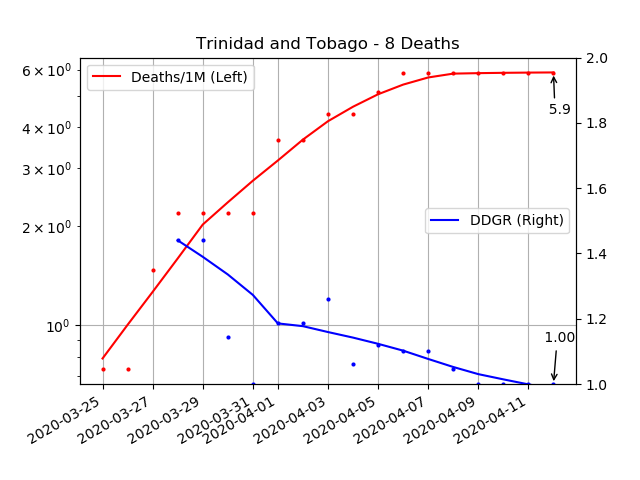 Trinidad and Tobago - 8 Deaths
Deaths/1M (Left)
DDGR (Right)
5.9
1.00
6 × 10⁰
4 × 10⁰
3 × 10⁰
2 × 10⁰
10⁰
2.0
1.8
1.6
1.4
1.2
1.0
2020-03-25
2020-03-27
2020-03-29
2020-03-31
2020-04-01
2020-04-03
2020-04-05
2020-04-07
2020-04-09
2020-04-11